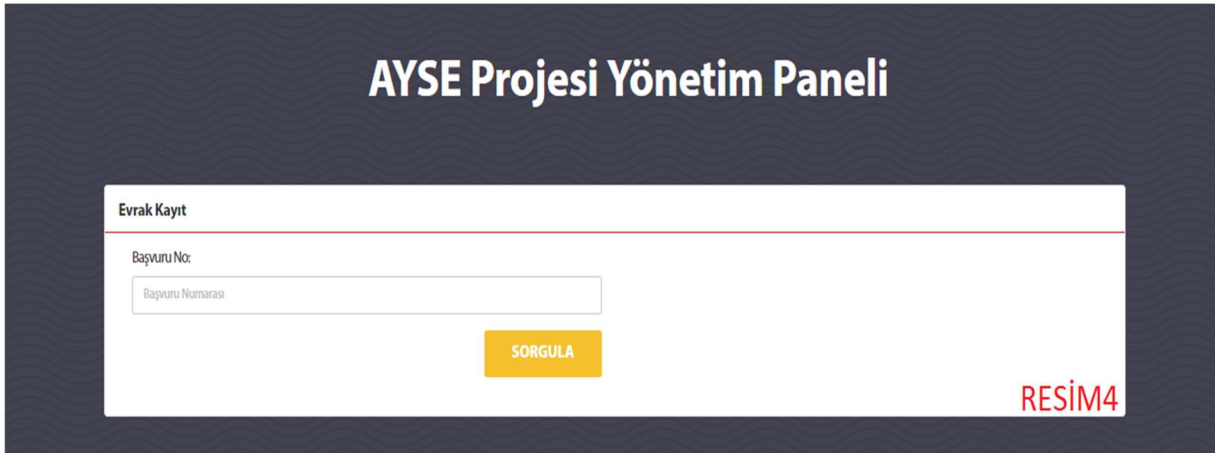 AYSE Projesi Yönetim Paneli
Evrak Kayıt
Başvuru No:
Başvuru Numarası
SORGULA
RESİM4